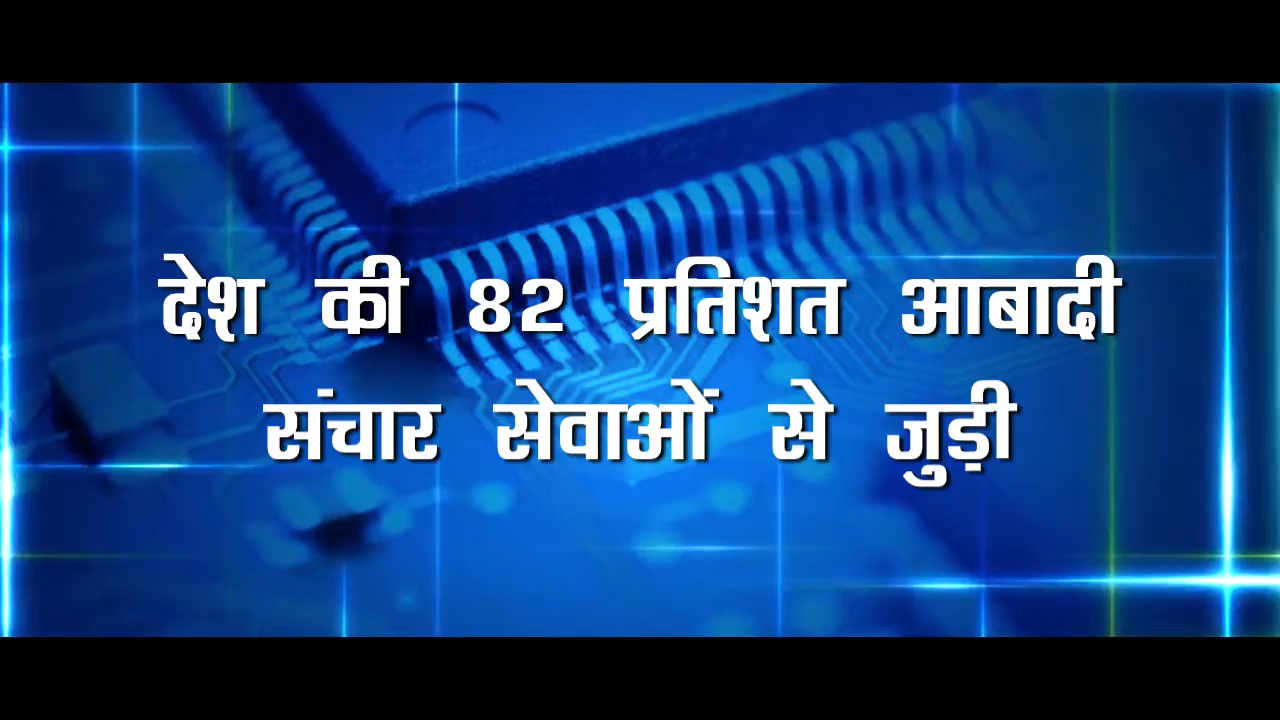 देश की 82 प्रतिशत आबादी
संचार सेवाओं से जुड़ी